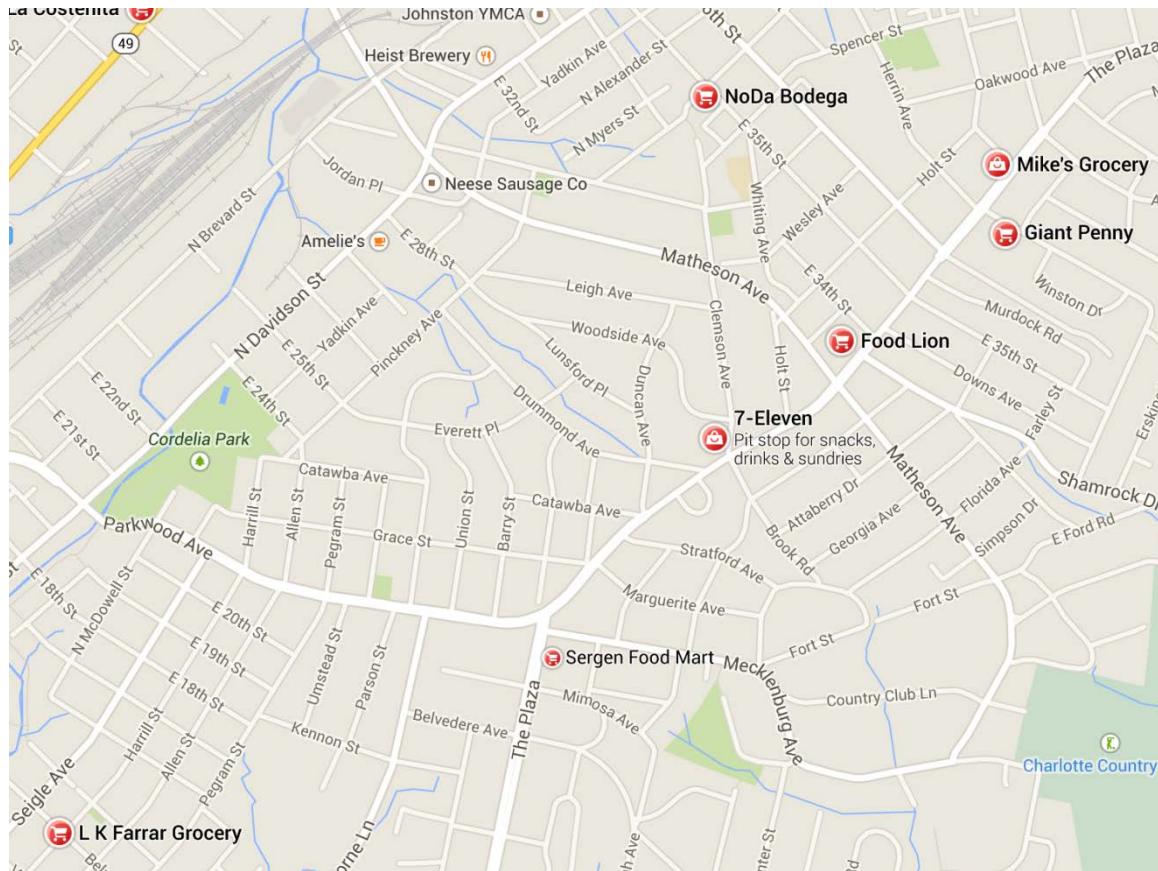 La Costenita
Johnston YMCA
49
Heist Brewery
Yadkin Ave
N Alexander St
E 32nd St
N Myers St
NoDa Bodega
Spencer St
Herrin Ave
Oakwood Ave
The Plaza
E 35th St
Holt St
Mike's Grocery
Jordan Pl
Neese Sausage Co
Whiting Ave
Wesley Ave
Giant Penny
N Brevard St
Amelie's
E 28th St
Matheson Ave
E 34th St
Winston Dr
Leigh Ave
Murdock Rd
N Davidson St
Yadkin Ave
Pinckney Ave
Woodside Ave
Clemson Ave
Food Lion
E 35th St
E 25th St
Lunsford Pl
Duncan Ave
Holt St
Downs Ave
Farley St
E 22nd St
E 24th St
Drummond Ave
7-Eleven
Pit stop for snacks,
drinks & sundries
E 21st St
Cordelia Park
Everett Pl
Matheson Ave
Catawba Ave
Florida Ave
Shamrock Dr
Parkwood Ave
Harrill St
Allen St
Pegram St
Union St
Barry St
Catawba Ave
Attaberry Dr
Georgia Ave
Simpson Dr
E Ford Rd
Grace St
Stratford Ave
Brook Rd
E 18th St
N McDowell St
E 20th St
Marguerite Ave
Fort St
E 19th St
E 18th St
Umstead St
Parson St
Sergen Food Mart
Fort St
Mecklenburg Ave
Mimosa Ave
Country Club Ln
Harrill St
Allen St
Pegram St
Kennon St
Belvedere Ave
The Plaza
Charlotte Country
Seigle Ave
L K Farrar Grocery